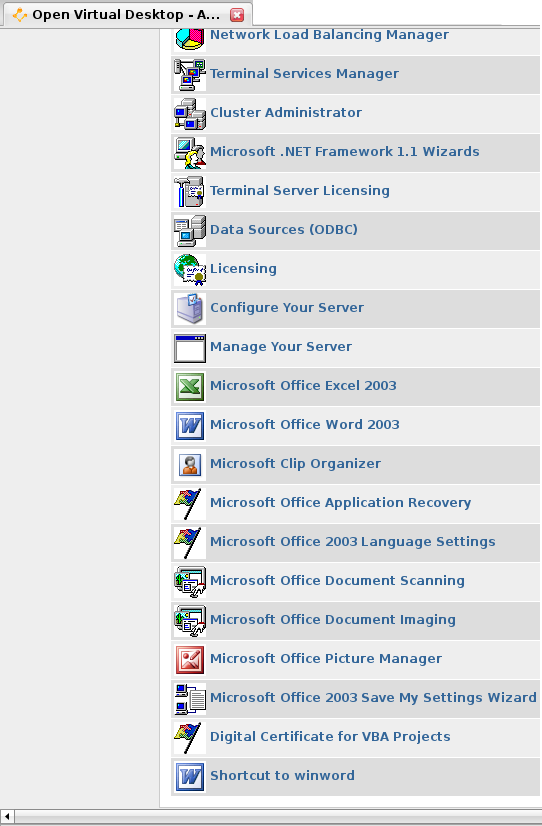 Open Virtual Desktop - A...
Network Load Balancing Manager
Terminal Services Manager
Cluster Administrator
Microsoft .NET Framework 1.1 Wizards
Terminal Server Licensing
Data Sources (ODBC)
Licensing
Configure Your Server
Manage Your Server
Microsoft Office Excel 2003
Microsoft Office Word 2003
Microsoft Clip Organizer
Microsoft Office Application Recovery
Microsoft Office 2003 Language Settings
Microsoft Office Document Scanning
Microsoft Office Document Imaging
Microsoft Office Picture Manager
Microsoft Office 2003 Save My Settings Wizard
Digital Certificate for VBA Projects
Shortcut to winword